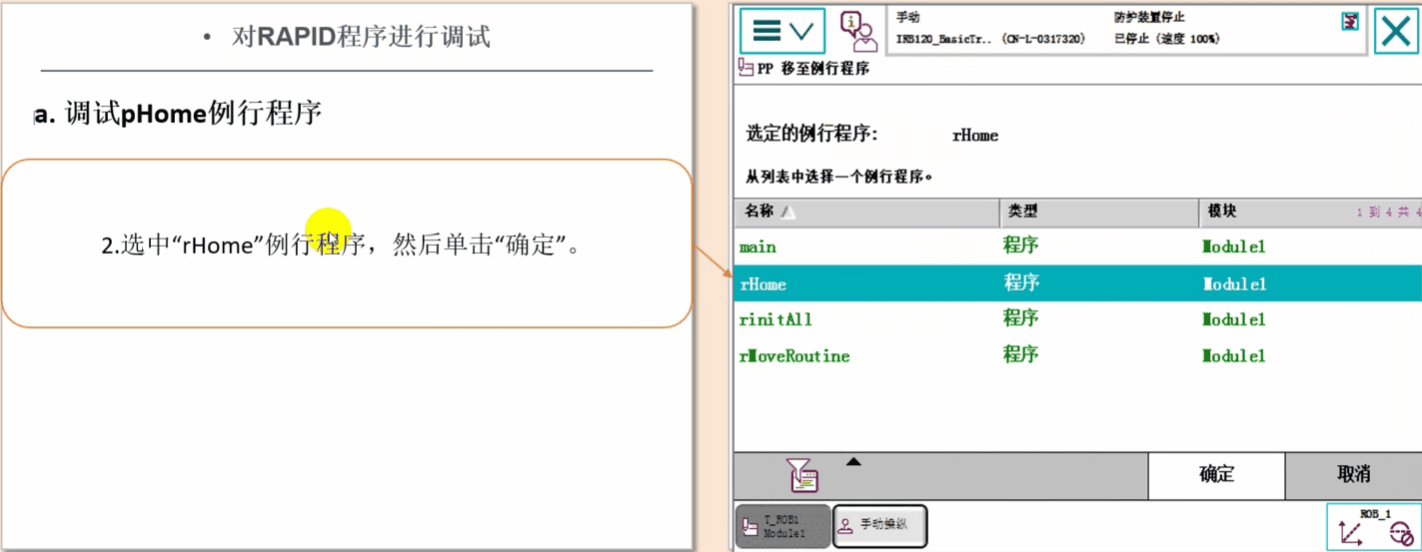 • 对RAPID程序进行调试
a. 调试pHome例行程序
2.选中“rHome”例行程序，然后单击“确定”。
手动
防护装置停止
IRB120_BasicTr.. (CN-L-0317320)
已停止 (速度 100%)
PP 移至例行程序
选定的例行程序: rHome
从列表中选择一个例行程序。
名称 类型 模块 1 到 4 共 4
main 程序 Module1
rHome 程序 Module1
rinitAll 程序 Module1
rMoveRoutine 程序 Module1
确定 取消
T_ROB1
Module1
手动操纵
ROB_1